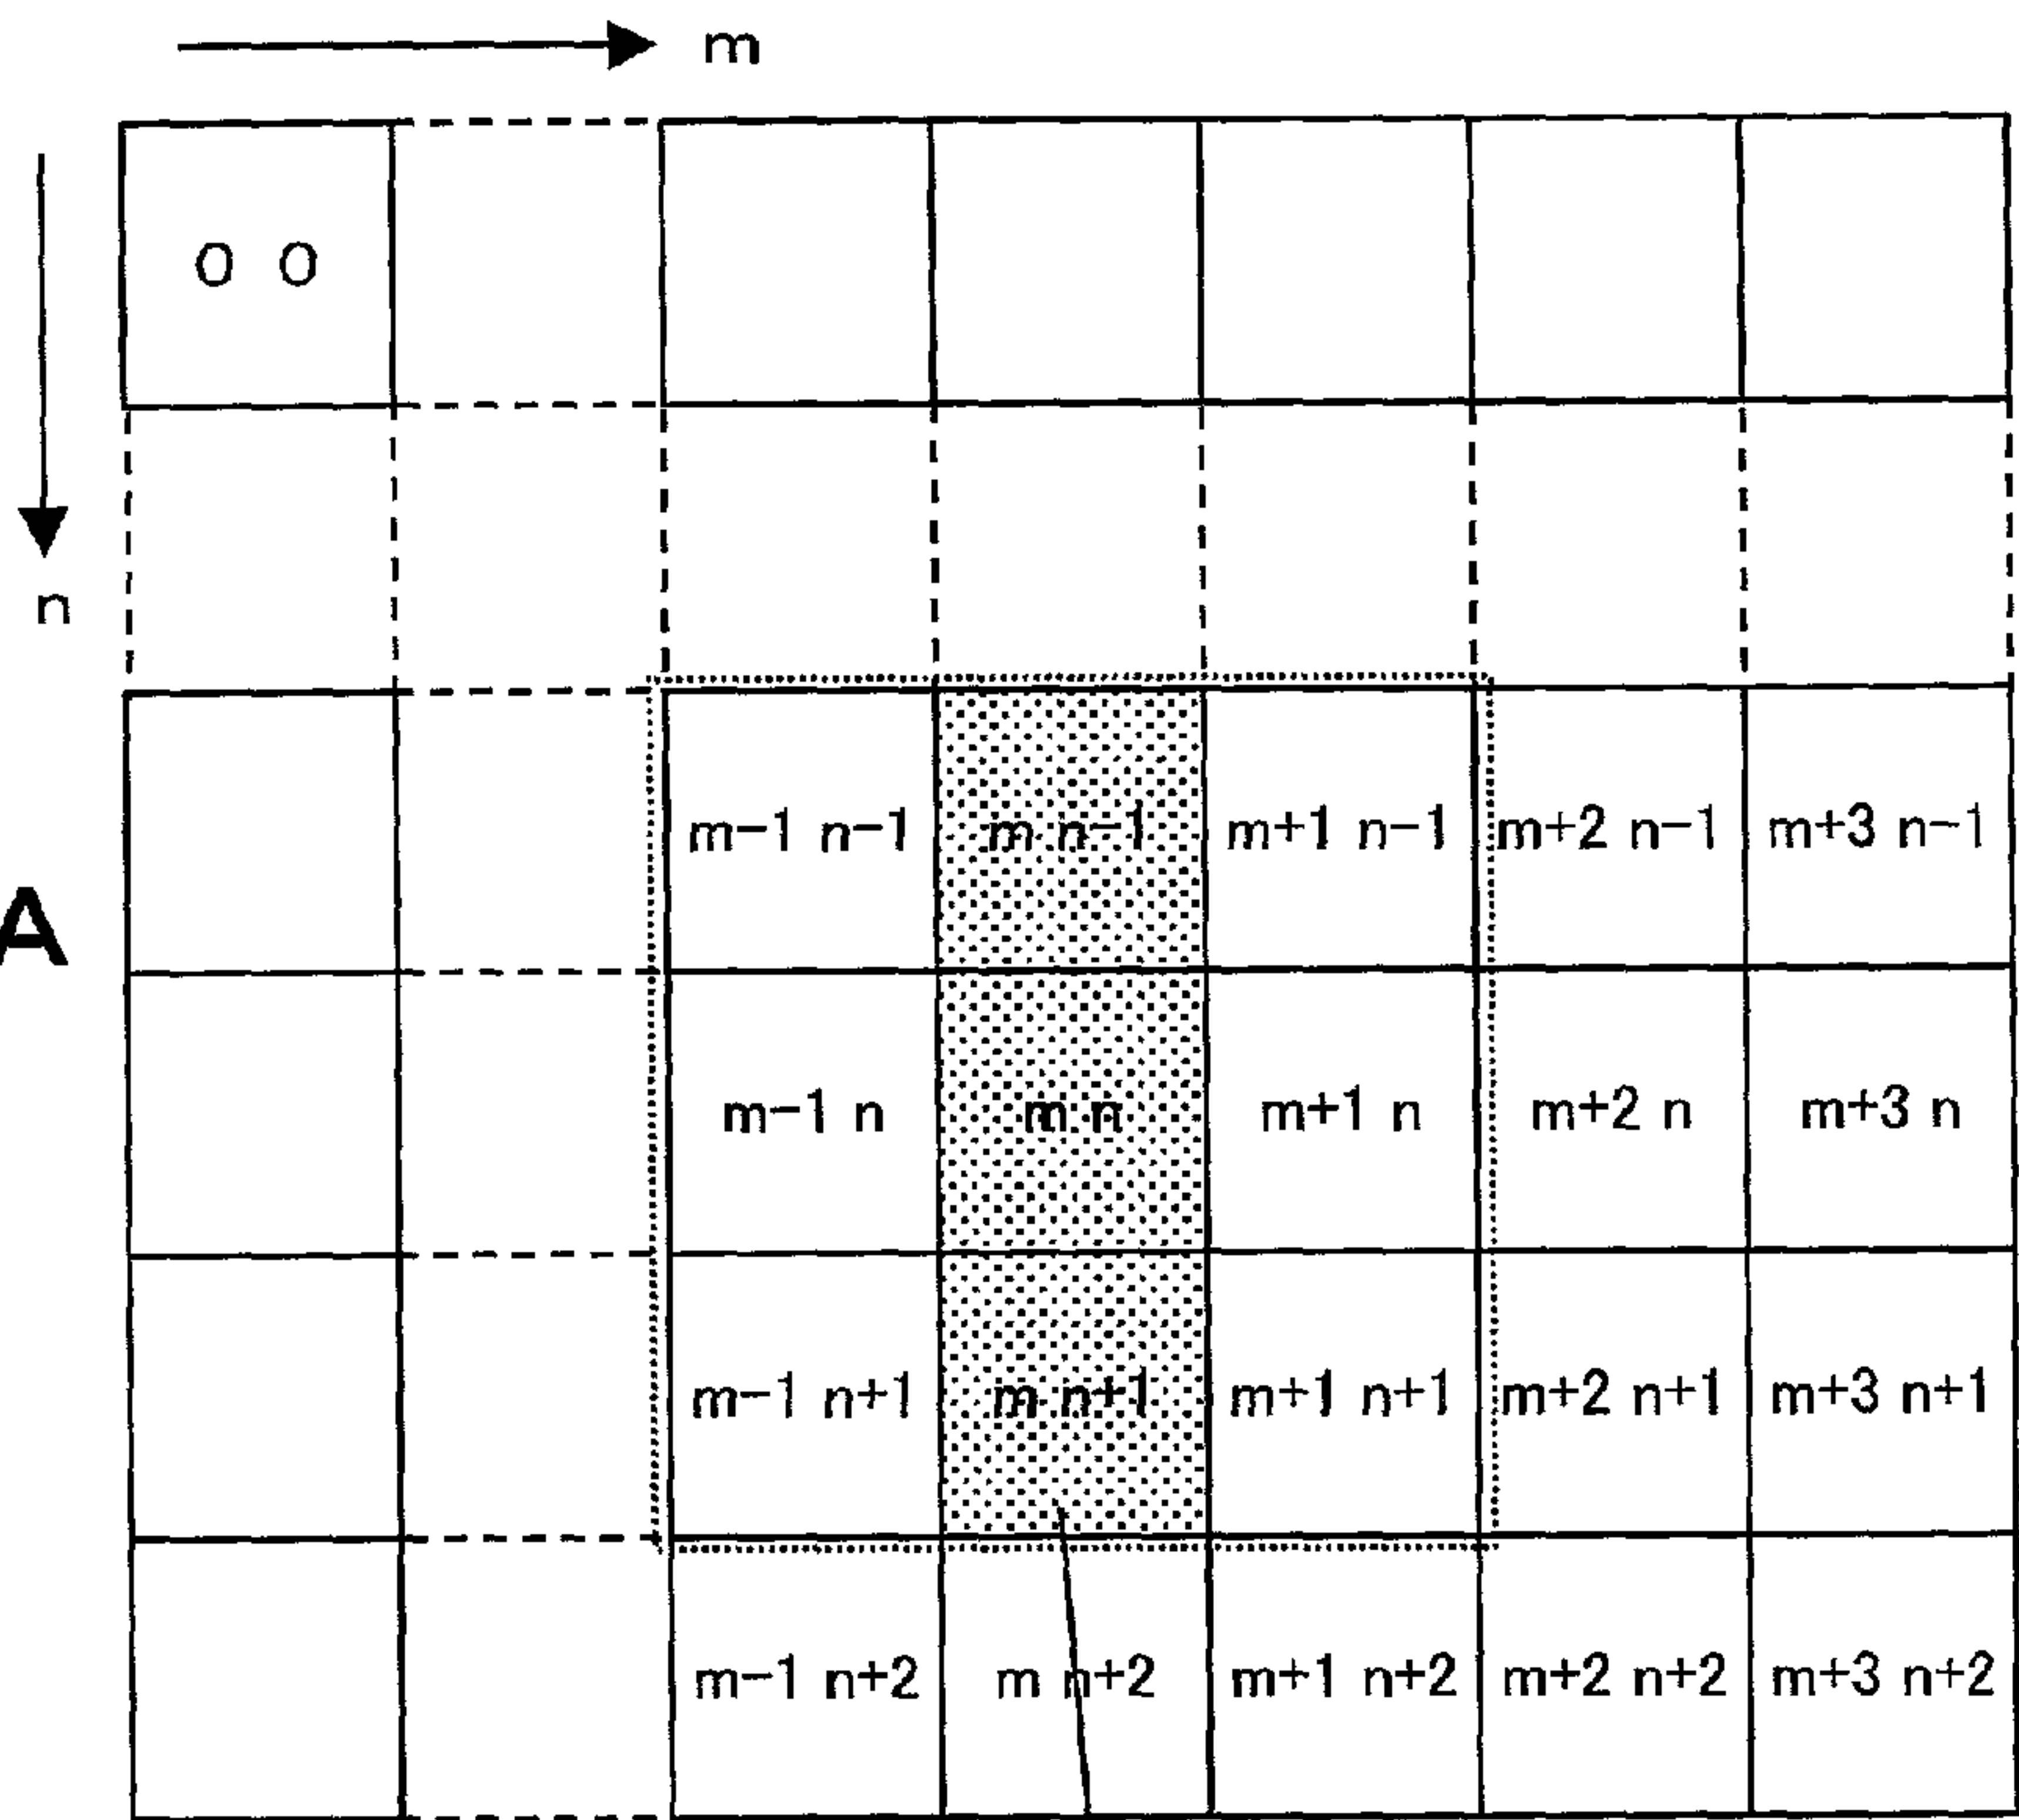 m
0 0
n
m-1 n-1 m n-1 m+1 n-1 m+2 n-1 m+3 n-1
A
m-1 n m n m+1 n m+2 n m+3 n
m-1 n+1 m n+1 m+1 n+1 m+2 n+1 m+3 n+1
m-1 n+2 m n+2 m+1 n+2 m+2 n+2 m+3 n+2